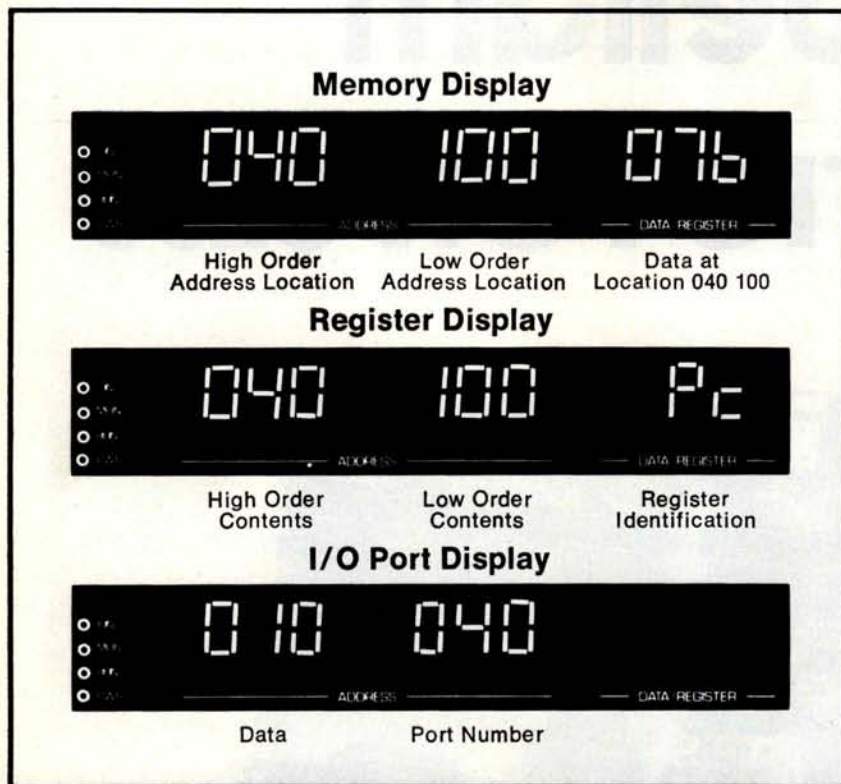 Memory Display
040 100 076
ADDRESS DATA REGISTER
High Order Low Order Data at
Address Location Address Location Location 040 100
Register Display
040 100 Pc
ADDRESS DATA REGISTER
High Order Low Order Register
Contents Contents Identification
I/O Port Display
010 040
ADDRESS DATA REGISTER
Data Port Number